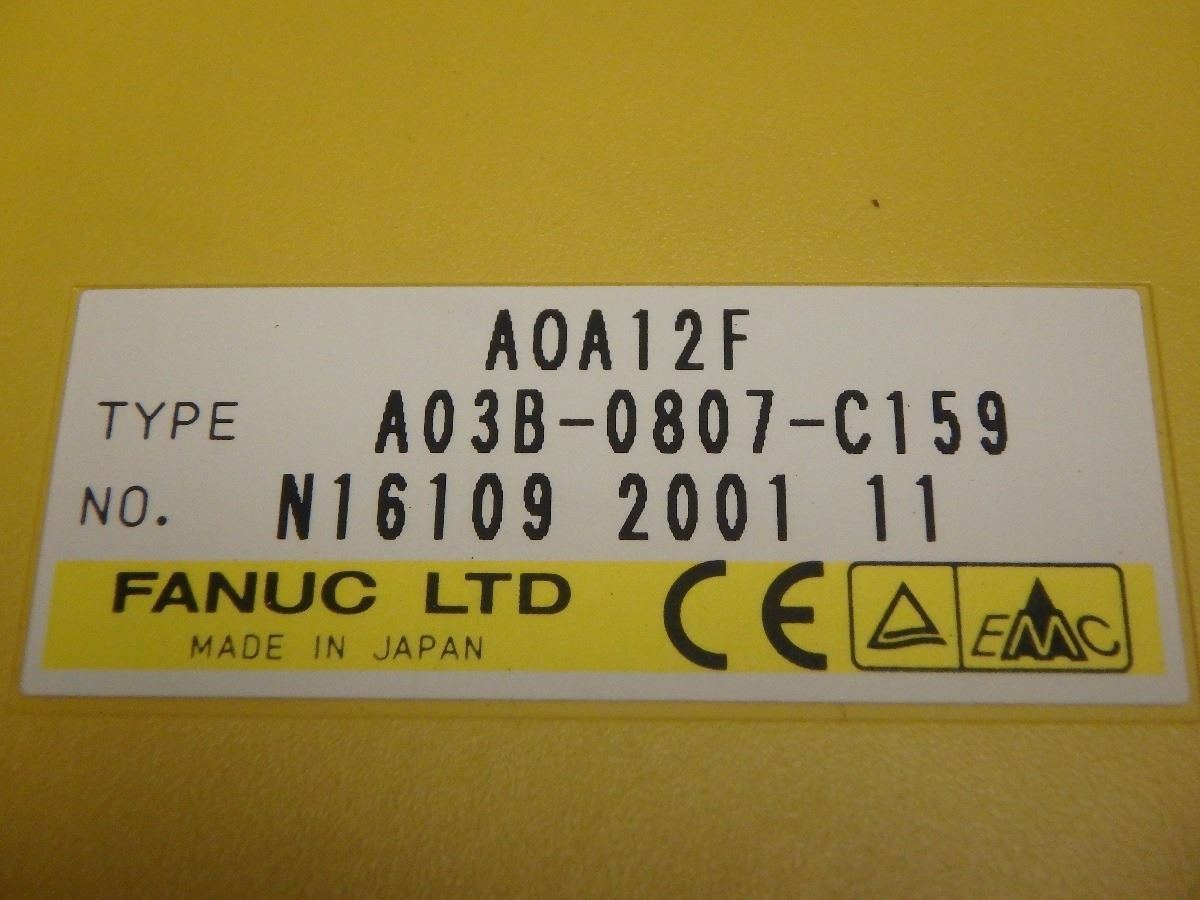 AOA12F
TYPE A03B-0807-C159
NO. N16109 2001 11
FANUC LTD CE EMC
MADE IN JAPAN